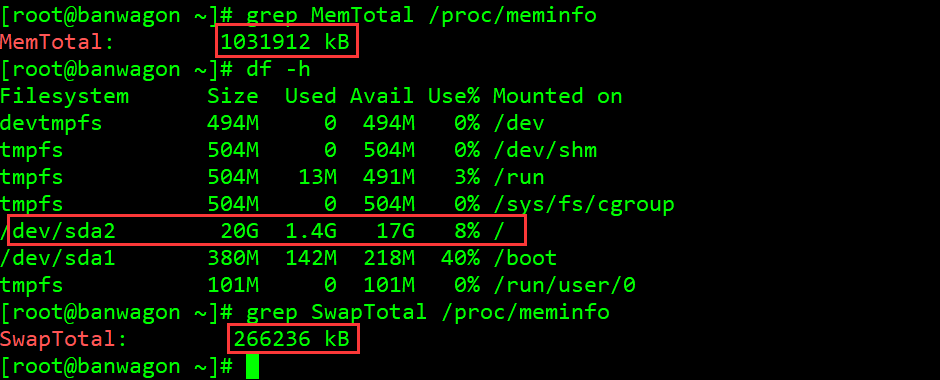 [root@banwagon ~]# grep MemTotal /proc/meminfo
MemTotal:        1031912 kB
[root@banwagon ~]# df -h
Filesystem      Size  Used Avail Use% Mounted on
devtmpfs        494M     0  494M   0% /dev
tmpfs           504M     0  504M   0% /dev/shm
tmpfs           504M   13M  491M   3% /run
tmpfs           504M     0  504M   0% /sys/fs/cgroup
/dev/sda2        20G  1.4G   17G   8% /
/dev/sda1       380M  142M  218M  40% /boot
tmpfs           101M     0  101M   0% /run/user/0
[root@banwagon ~]# grep SwapTotal /proc/meminfo
SwapTotal:        266236 kB
[root@banwagon ~]#